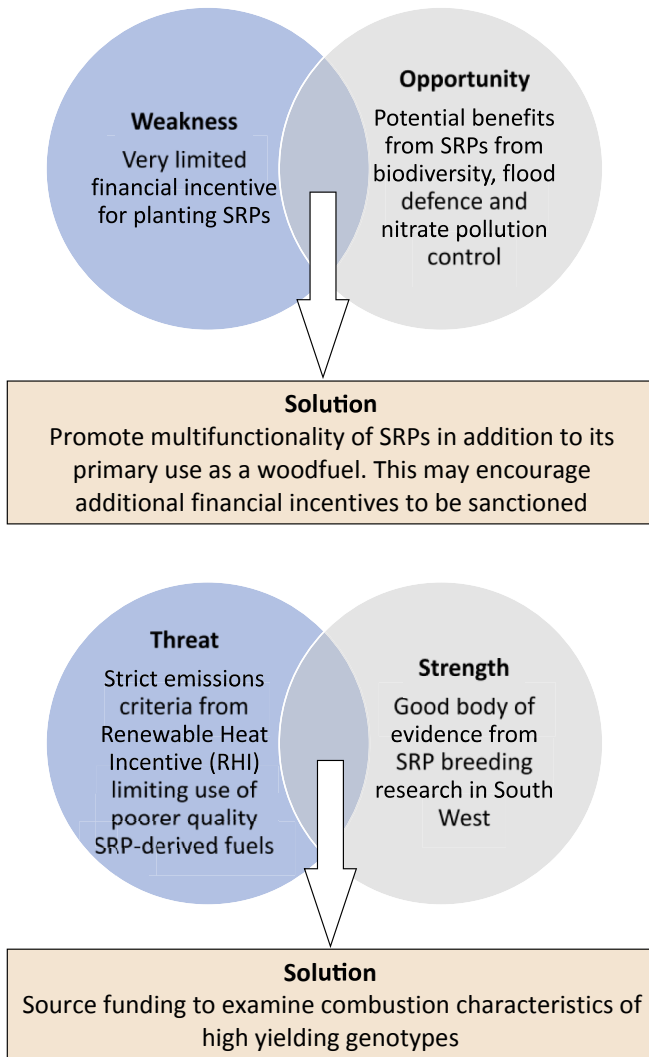 Weakness
Very limited
financial incentive
for planting SRPs
Opportunity
Potential benefits
from SRPs from
biodiversity, flood
defence and
nitrate pollution
control
Solution
Promote multifunctionality of SRPs in addition to its
primary use as a woodfuel. This may encourage
additional financial incentives to be sanctioned
Threat
Strict emissions
criteria from
Renewable Heat
Incentive (RHI)
limiting use of
poorer quality
SRP-derived fuels
Strength
Good body of
evidence from
SRP breeding
research in South
West
Solution
Source funding to examine combustion characteristics of
high yielding genotypes